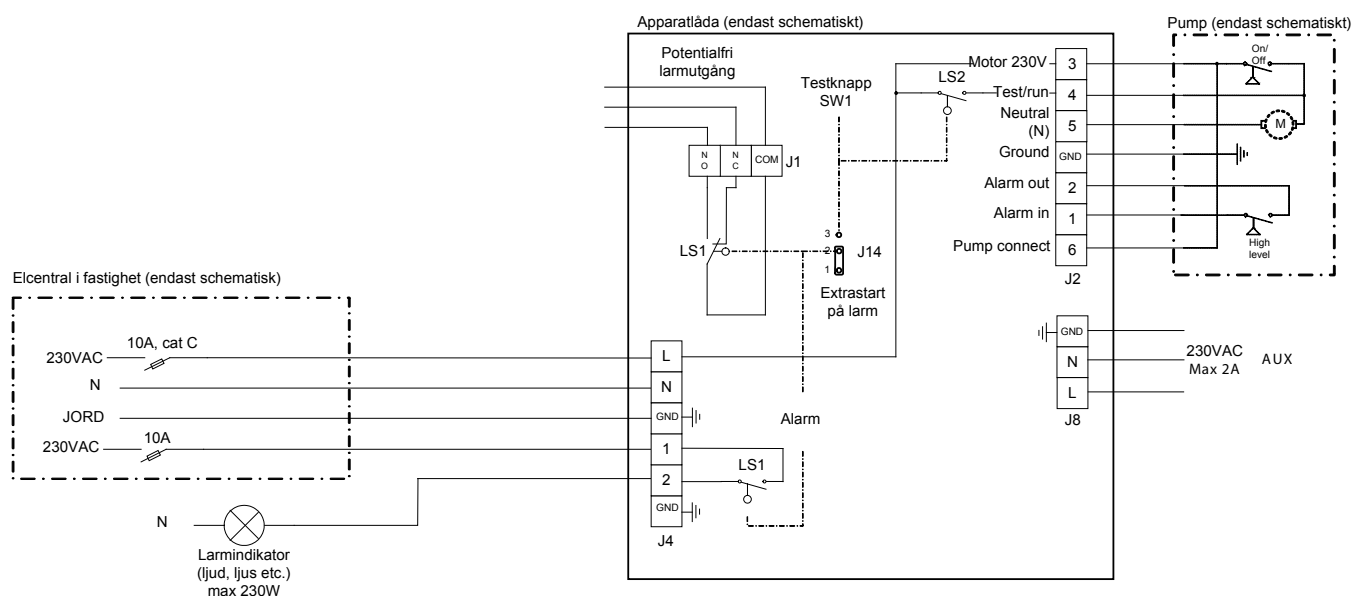 Apparatlåda (endast schematiskt)
Pump (endast schematiskt)
Potentialfri
larmutgång
Testknapp
SW1
LS2
Motor 230V
3
On/
Off
Test/run
4
Neutral
(N)
5
M
Ground
GND
Alarm out
2
Alarm in
1
High
level
Pump connect
6
J2
N
O
N
C
COM
J1
LS1
3
2
1
J14
Extrastart
på larm
Elcentral i fastighet (endast schematisk)
230VAC
10A, cat C
L
N
N
JORD
GND
230VAC
10A
1
2
GND
J4
LS1
Alarm
GND
N
L
J8
230VAC
Max 2A
AUX
N
Larmindikator
(ljud, ljus etc.)
max 230W